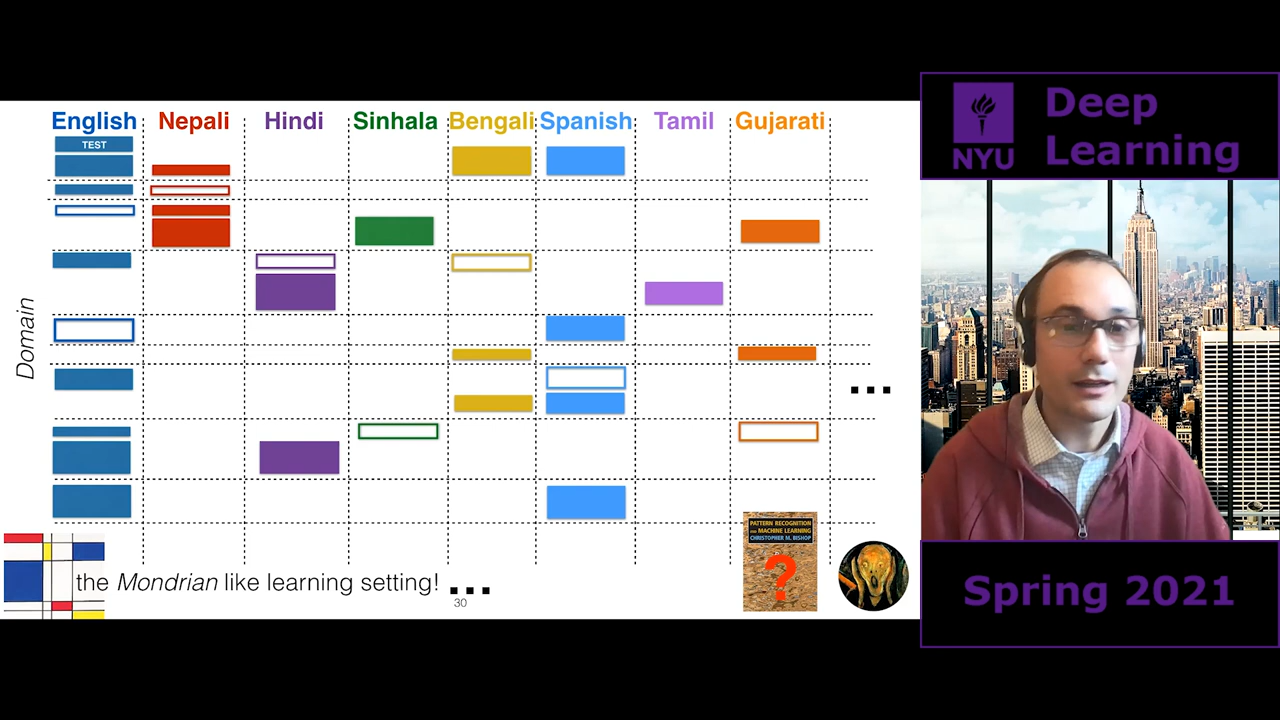 English Nepali Hindi Sinhala Bengali Spanish Tamil Gujarati
TEST
Domain
...
PATTERN RECOGNITION
AND MACHINE LEARNING
CHRISTOPHER M. BISHOP
?
the Mondrian like learning setting! ...
30
NYU
Deep
Learning
Spring 2021